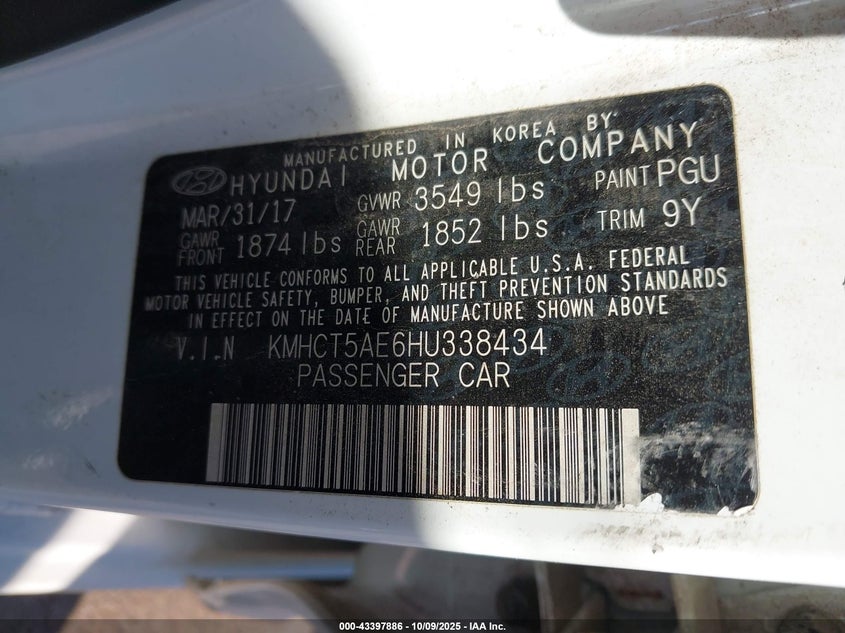 MANUFACTURED IN KOREA BY:
HYUNDAI MOTOR COMPANY
MAR/31/17 GVWR 3549 lbs PAINT PGU
GAWR FRONT 1874 lbs GAWR REAR 1852 lbs TRIM 9Y
THIS VEHICLE CONFORMS TO ALL APPLICABLE U.S.A. FEDERAL
MOTOR VEHICLE SAFETY, BUMPER, AND THEFT PREVENTION STANDARDS
IN EFFECT ON THE DATE OF MANUFACTURE SHOWN ABOVE
V.I.N KMHCT5AE6HU338434
PASSENGER CAR
000-43397886 - 10/09/2025 - IAA Inc.